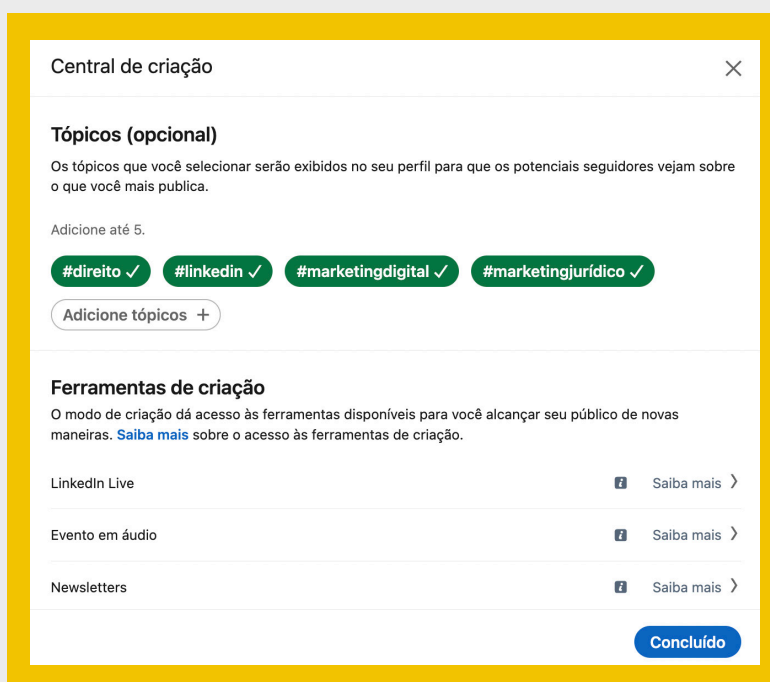 Central de criação
Tópicos (opcional)
Os tópicos que você selecionar serão exibidos no seu perfil para que os potenciais seguidores vejam sobre
o que você mais publica.
Adicione até 5.
#direito ✓ #linkedin ✓ #marketingdigital ✓ #marketingjurídico ✓
Adicione tópicos +
Ferramentas de criação
O modo de criação dá acesso às ferramentas disponíveis para você alcançar seu público de novas
maneiras. Saiba mais sobre o acesso às ferramentas de criação.
LinkedIn Live i Saiba mais
Evento em áudio i Saiba mais
Newsletters i Saiba mais
Concluído